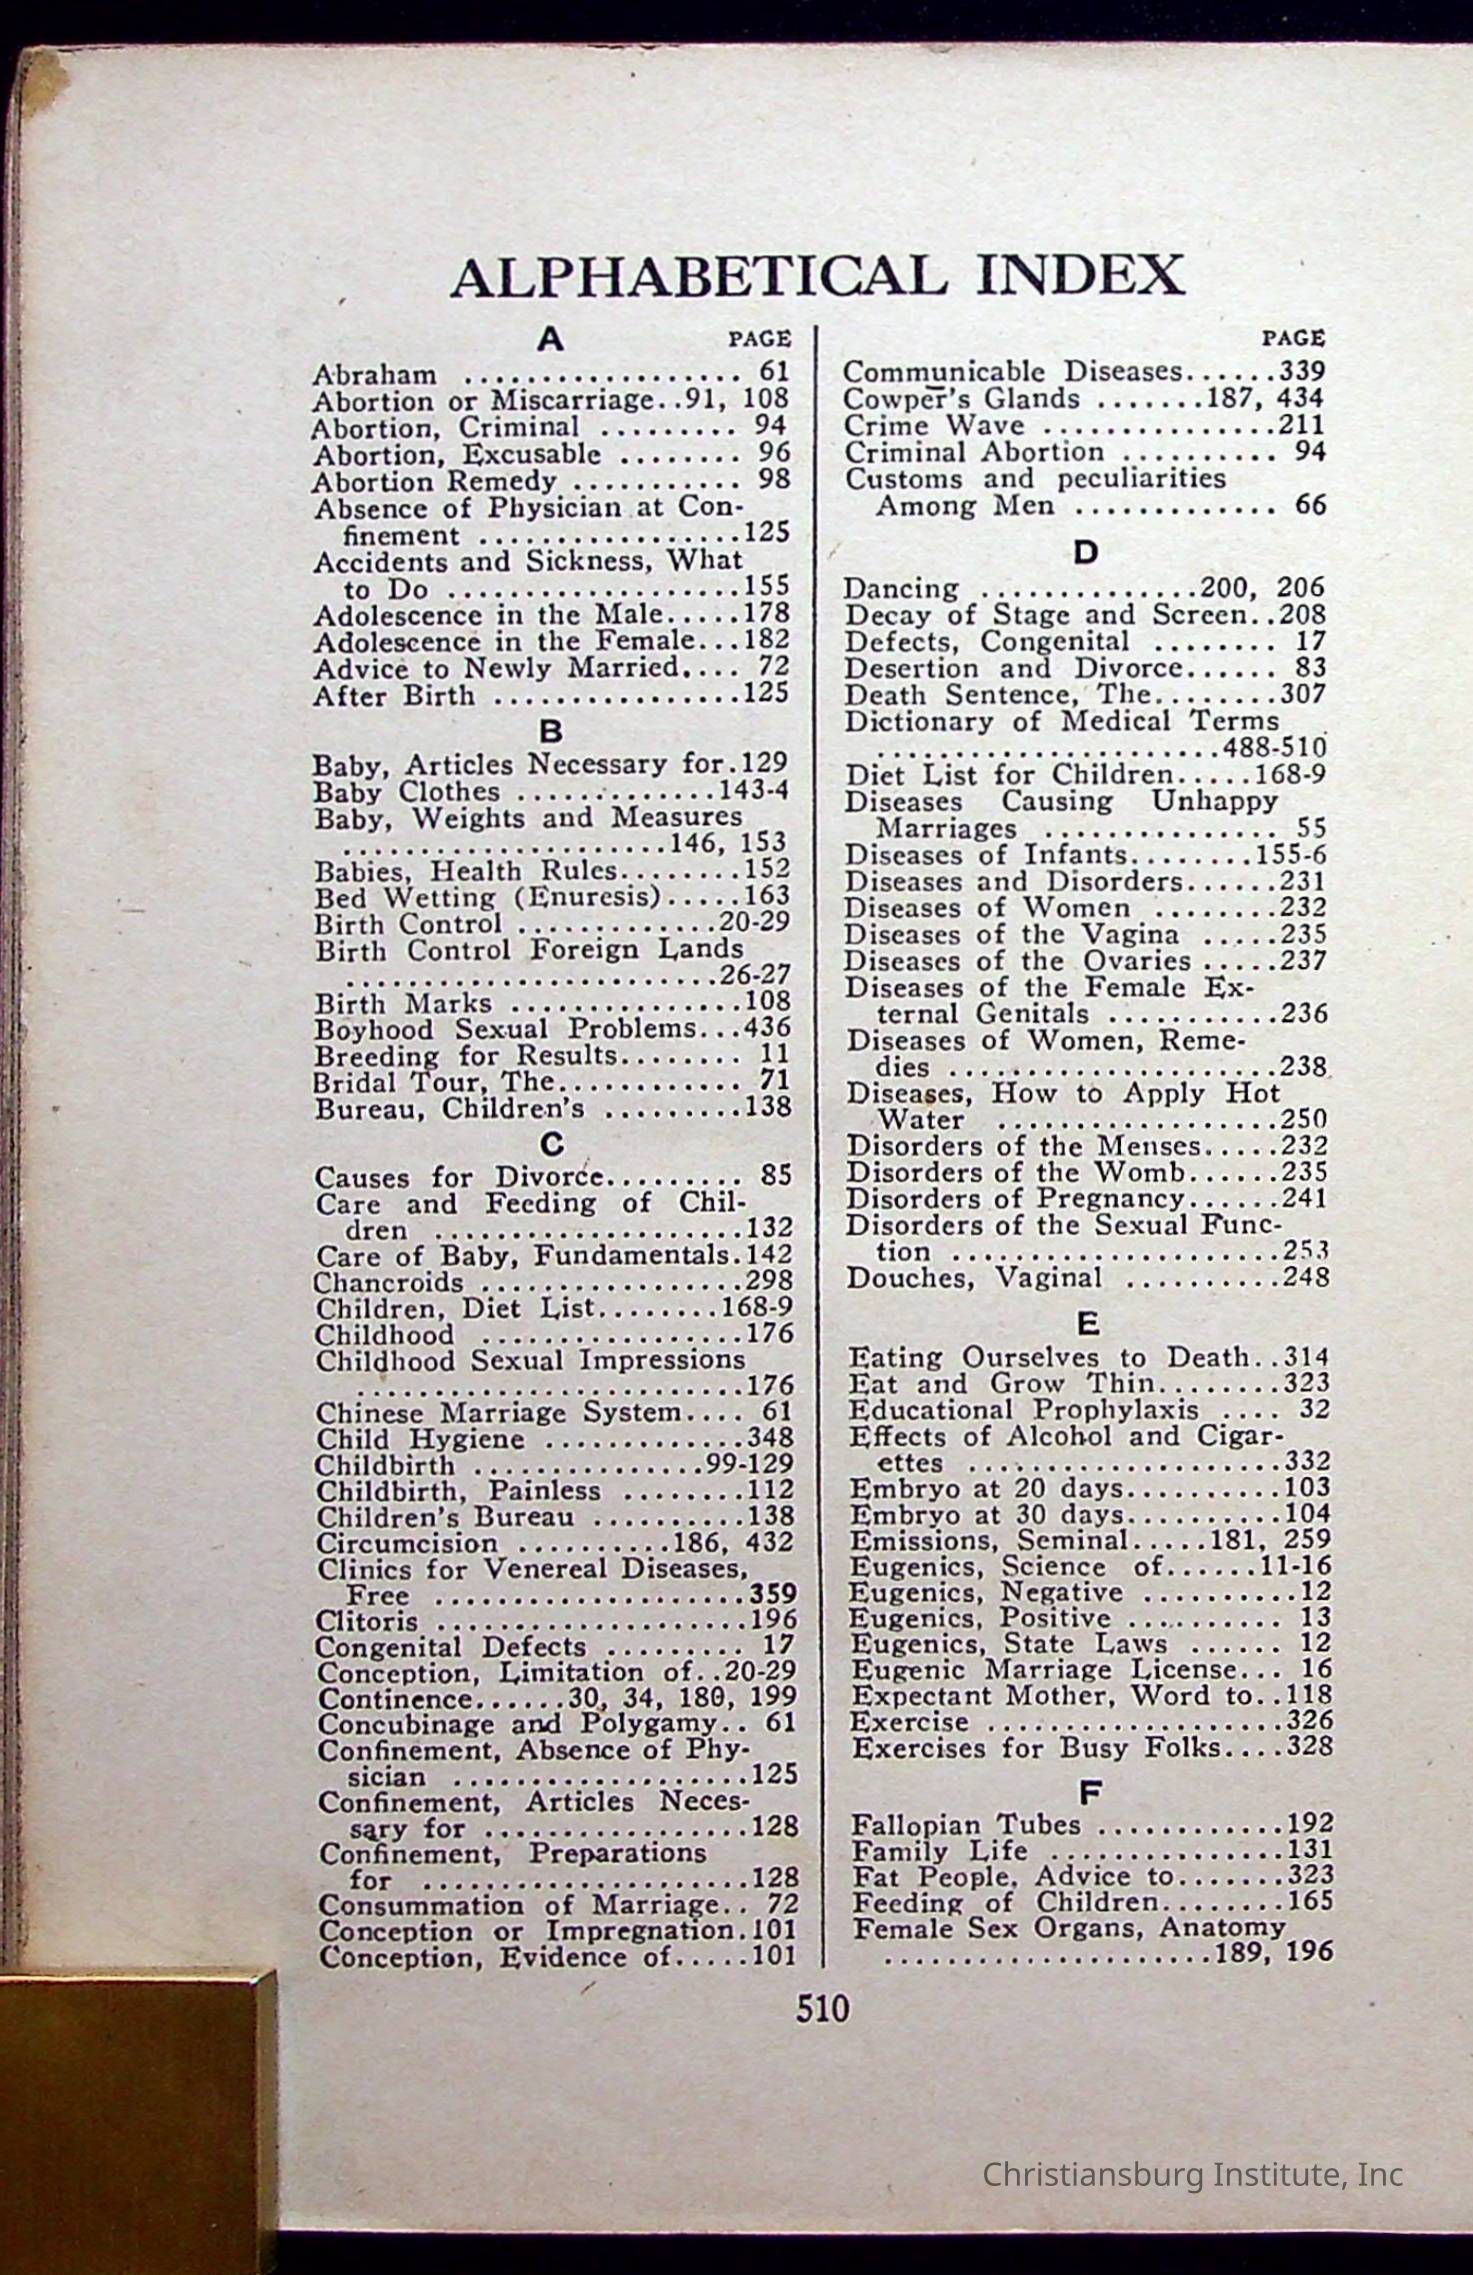 ALPHABETICAL INDEX
A PAGE
Abraham .................. 61
Abortion or Miscarriage..91, 108
Abortion, Criminal ......... 94
Abortion, Excusable ........ 96
Abortion Remedy ........... 98
Absence of Physician at Con-
finement .................125
Accidents and Sickness, What
to Do ...................155
Adolescence in the Male.....178
Adolescence in the Female...182
Advice to Newly Married.... 72
After Birth ................125
B
Baby, Articles Necessary for.129
Baby Clothes .............143-4
Baby, Weights and Measures
.....................146, 153
Babies, Health Rules........152
Bed Wetting (Enuresis).....163
Birth Control .............20-29
Birth Control Foreign Lands
........................26-27
Birth Marks ...............108
Boyhood Sexual Problems...436
Breeding for Results........ 11
Bridal Tour, The............ 71
Bureau, Children's .........138
C
Causes for Divorce......... 85
Care and Feeding of Chil-
dren ....................132
Care of Baby, Fundamentals.142
Chancroids .................298
Children, Diet List........168-9
Childhood .................176
Childhood Sexual Impressions
.........................176
Chinese Marriage System.... 61
Child Hygiene .............348
Childbirth ...............99-129
Childbirth, Painless ........112
Children's Bureau ..........138
Circumcision ..........186, 432
Clinics for Venereal Diseases,
Free ....................359
Clitoris ....................196
Congenital Defects ......... 17
Conception, Limitation of..20-29
Continence......30, 34, 180, 199
Concubinage and Polygamy.. 61
Confinement, Absence of Phy-
sician ...................125
Confinement, Articles Neces-
sary for .................128
Confinement, Preparations
for .....................128
Consummation of Marriage.. 72
Conception or Impregnation.101
Conception, Evidence of.....101
PAGE
Communicable Diseases......339
Cowper's Glands .......187, 434
Crime Wave ...............211
Criminal Abortion .......... 94
Customs and peculiarities
Among Men ............. 66
D
Dancing ..............200, 206
Decay of Stage and Screen..208
Defects, Congenital ........ 17
Desertion and Divorce...... 83
Death Sentence, The........307
Dictionary of Medical Terms
......................488-510
Diet List for Children.....168-9
Diseases Causing Unhappy
Marriages ............... 55
Diseases of Infants........155-6
Diseases and Disorders......231
Diseases of Women ........232
Diseases of the Vagina .....235
Diseases of the Ovaries .....237
Diseases of the Female Ex-
ternal Genitals ...........236
Diseases of Women, Reme-
dies .....................238
Diseases, How to Apply Hot
Water ..................250
Disorders of the Menses.....232
Disorders of the Womb......235
Disorders of Pregnancy......241
Disorders of the Sexual Func-
tion .....................253
Douches, Vaginal ..........248
E
Eating Ourselves to Death..314
Eat and Grow Thin........323
Educational Prophylaxis .... 32
Effects of Alcohol and Cigar-
ettes ....................332
Embryo at 20 days..........103
Embryo at 30 days..........104
Emissions, Seminal.....181, 259
Eugenics, Science of......11-16
Eugenics, Negative ..........12
Eugenics, Positive .......... 13
Eugenics, State Laws ...... 12
Eugenic Marriage License... 16
Expectant Mother, Word to..118
Exercise ...................326
Exercises for Busy Folks....328
F
Fallopian Tubes ............192
Family Life ...............131
Fat People, Advice to.......323
Feeding of Children........165
Female Sex Organs, Anatomy
.....................189, 196
510
Christiansburg Institute, Inc